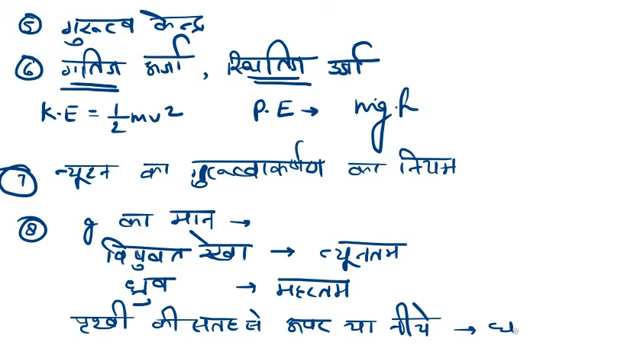 ⑤ गुरुत्व केन्द्र
⑥ गतिज ऊर्जा , स्थितिज ऊर्जा
K.E = 1/2 mv² P.E → mg.h
⑦ न्यूटन का गुरुत्वाकर्षण का नियम
⑧ g का मान →
विषुवत रेखा → न्यूनतम
ध्रुव → महत्तम
पृथ्वी की सतह से ऊपर या नीचे →